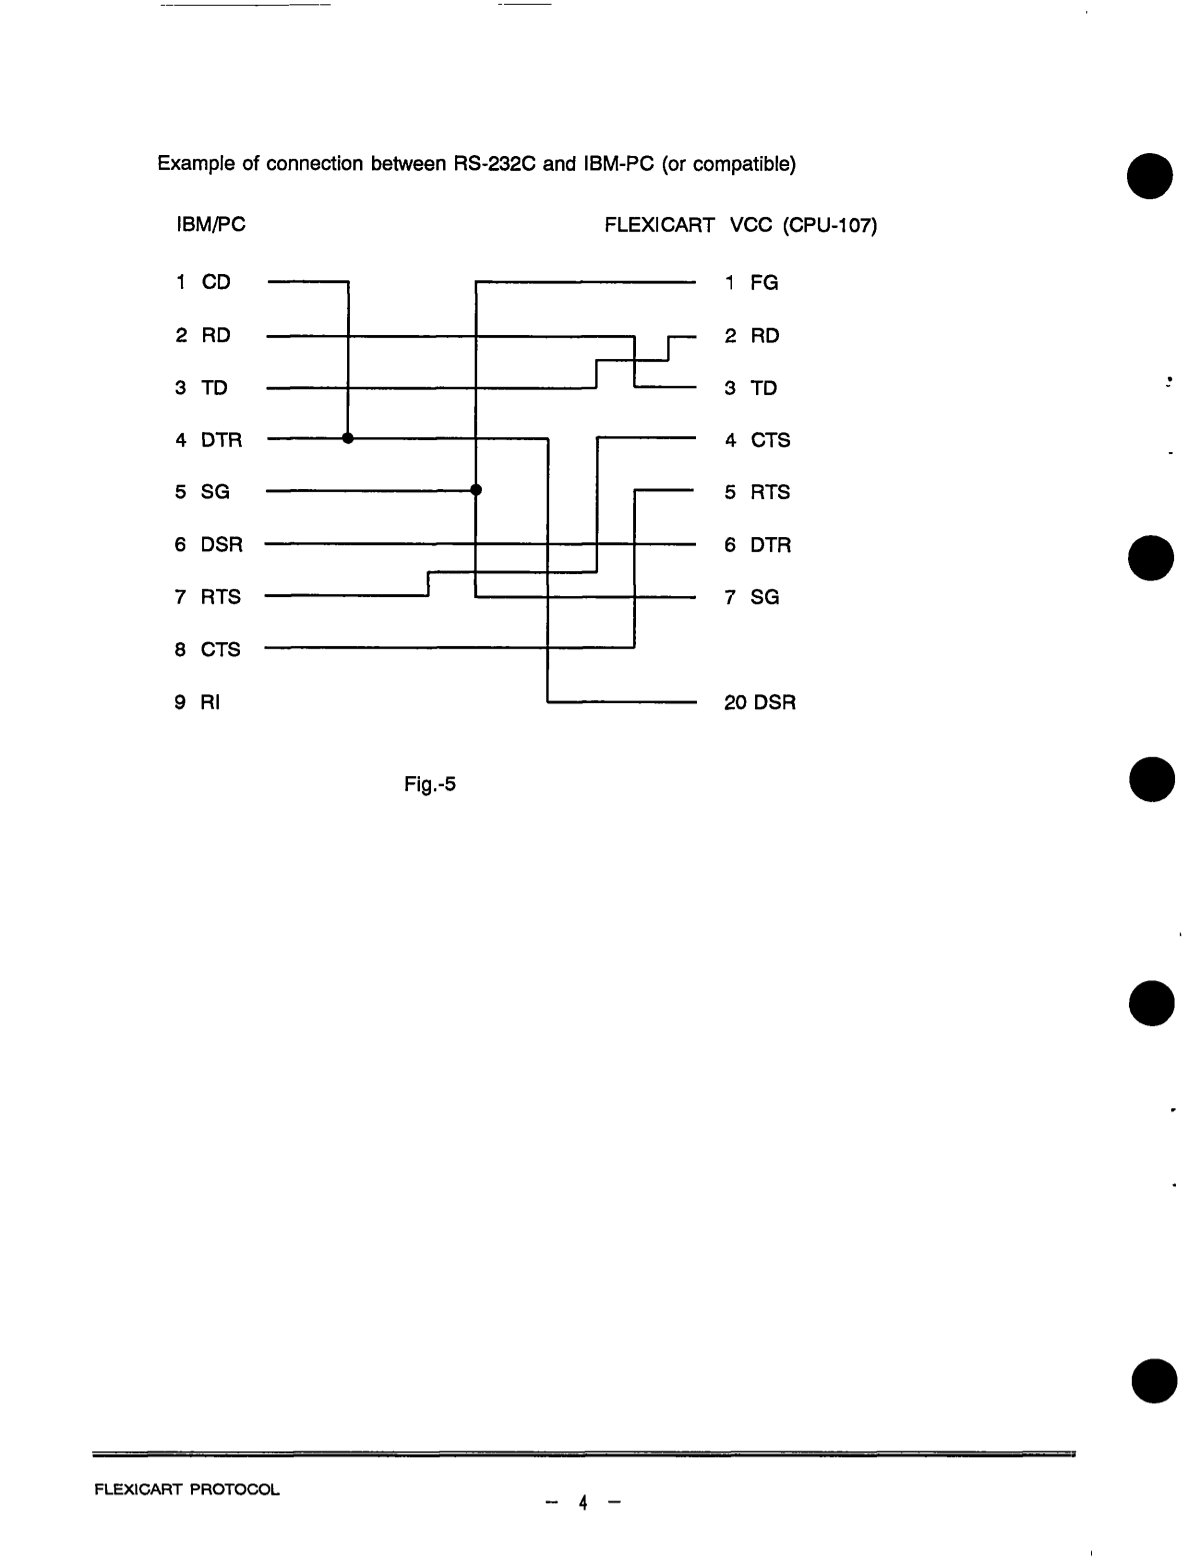 Example of connection between RS-232C and IBM-PC (or compatible)
IBM/PC FLEXICART VCC (CPU-107)
1 CD 1 FG
2 RD 2 RD
3 TD 3 TD
4 DTR 4 CTS
5 SG 5 RTS
6 DSR 6 DTR
7 RTS 7 SG
8 CTS
9 RI 20 DSR
Fig.-5
FLEXICART PROTOCOL
- 4 -